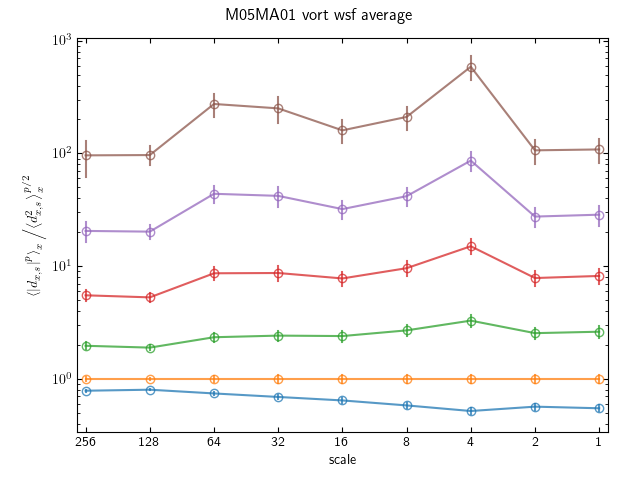 M05MA01 vort wsf average
10³
10²
10¹
10⁰
⟨|d_{x,s}|^p⟩_x / ⟨d²_{x,s}⟩_x^{p/2}
256 128 64 32 16 8 4 2 1
scale